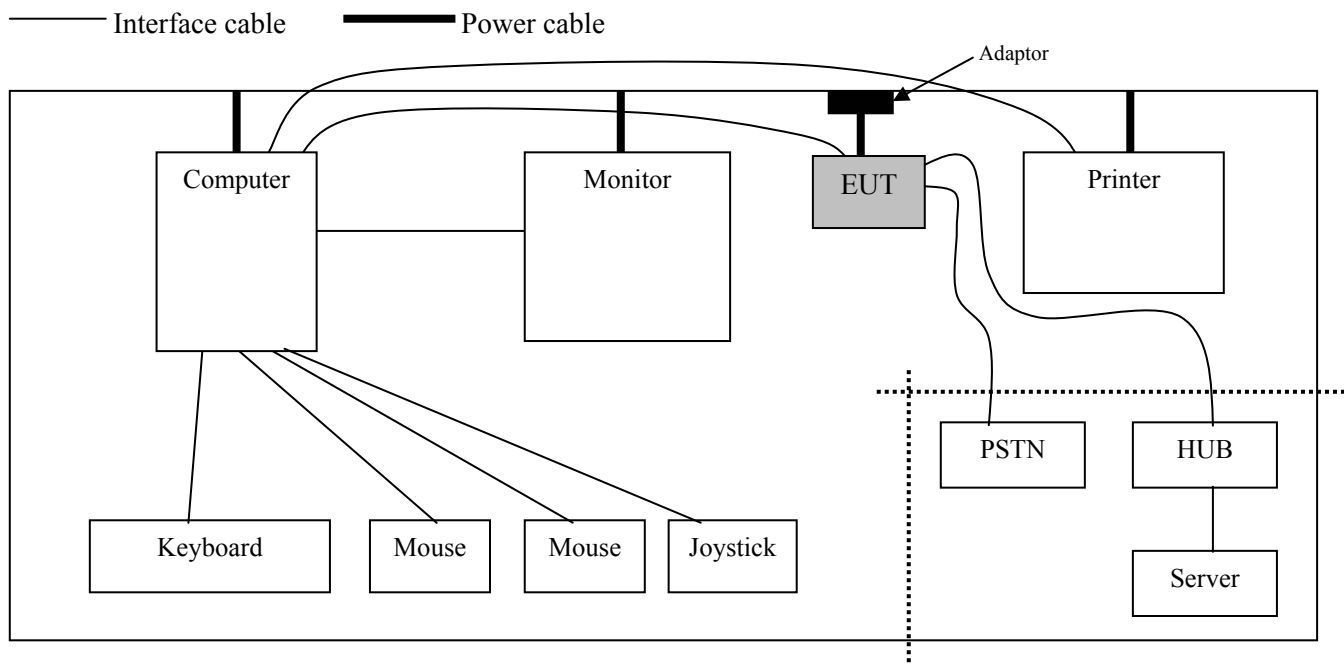 Interface cable
Power cable
Adaptor
Computer
Monitor
EUT
Printer
PSTN
HUB
Keyboard
Mouse
Mouse
Joystick
Server